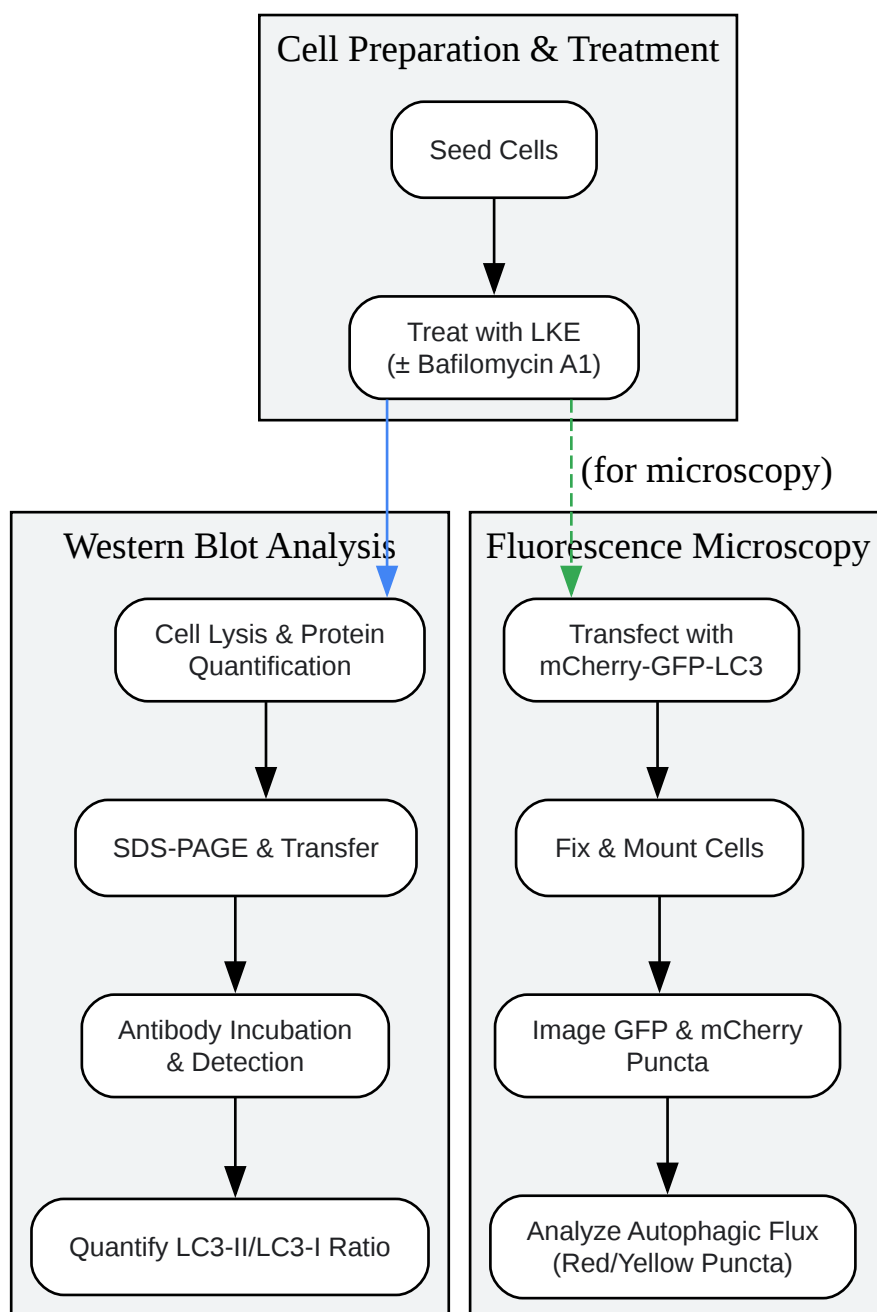 Cell Preparation & Treatment
Seed Cells
Treat with LKE
(± Bafilomycin A1)
(for microscopy)
Western Blot Analysis
Cell Lysis & Protein
Quantification
SDS-PAGE & Transfer
Antibody Incubation
& Detection
Quantify LC3-II/LC3-I Ratio
Fluorescence Microscopy
Transfect with
mCherry-GFP-LC3
Fix & Mount Cells
Image GFP & mCherry
Puncta
Analyze Autophagic Flux
(Red/Yellow Puncta)